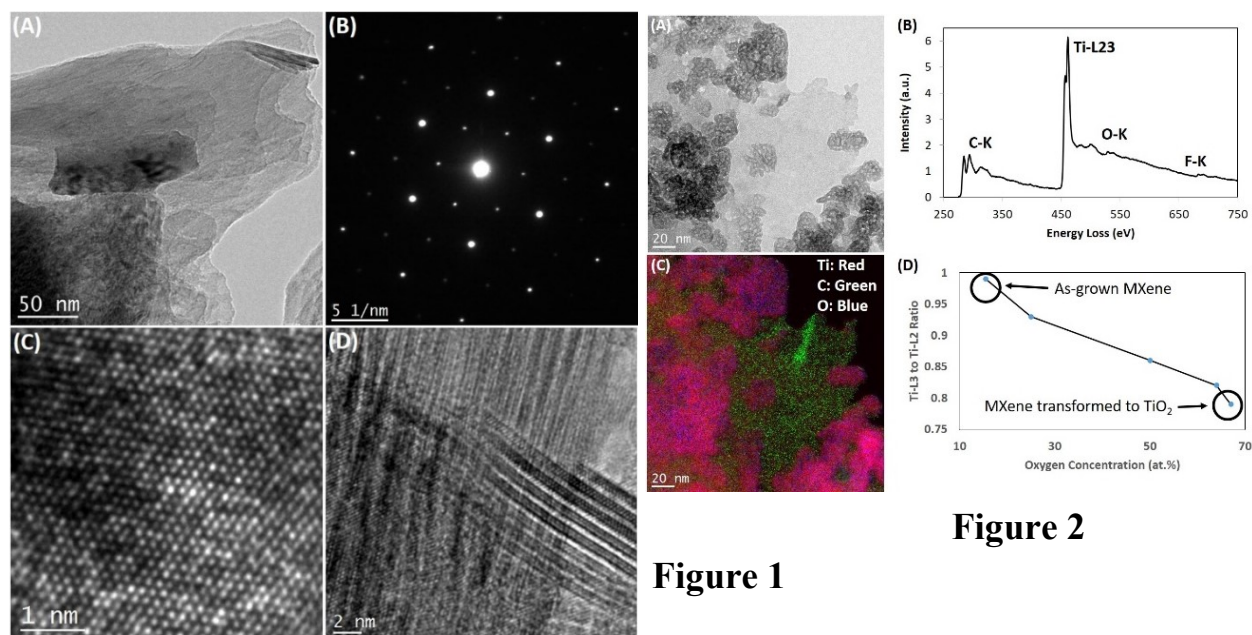 (A)
50 nm
(B)
5 1/nm
(C)
1 nm
(D)
2 nm
Figure 1
(A)
20 nm
(B)
Ti-L23
C-K
O-K
F-K
Intensity (a.u.)
6
5
4
3
2
1
0
250 350 450 550 650 750
Energy Loss (eV)
(C)
Ti: Red
C: Green
O: Blue
20 nm
(D)
As-grown MXene
MXene transformed to TiO₂
Ti-L3 to Ti-L2 Ratio
1
0.95
0.9
0.85
0.8
0.75
10 20 30 40 50 60 70
Oxygen Concentration (at.%)
Figure 2